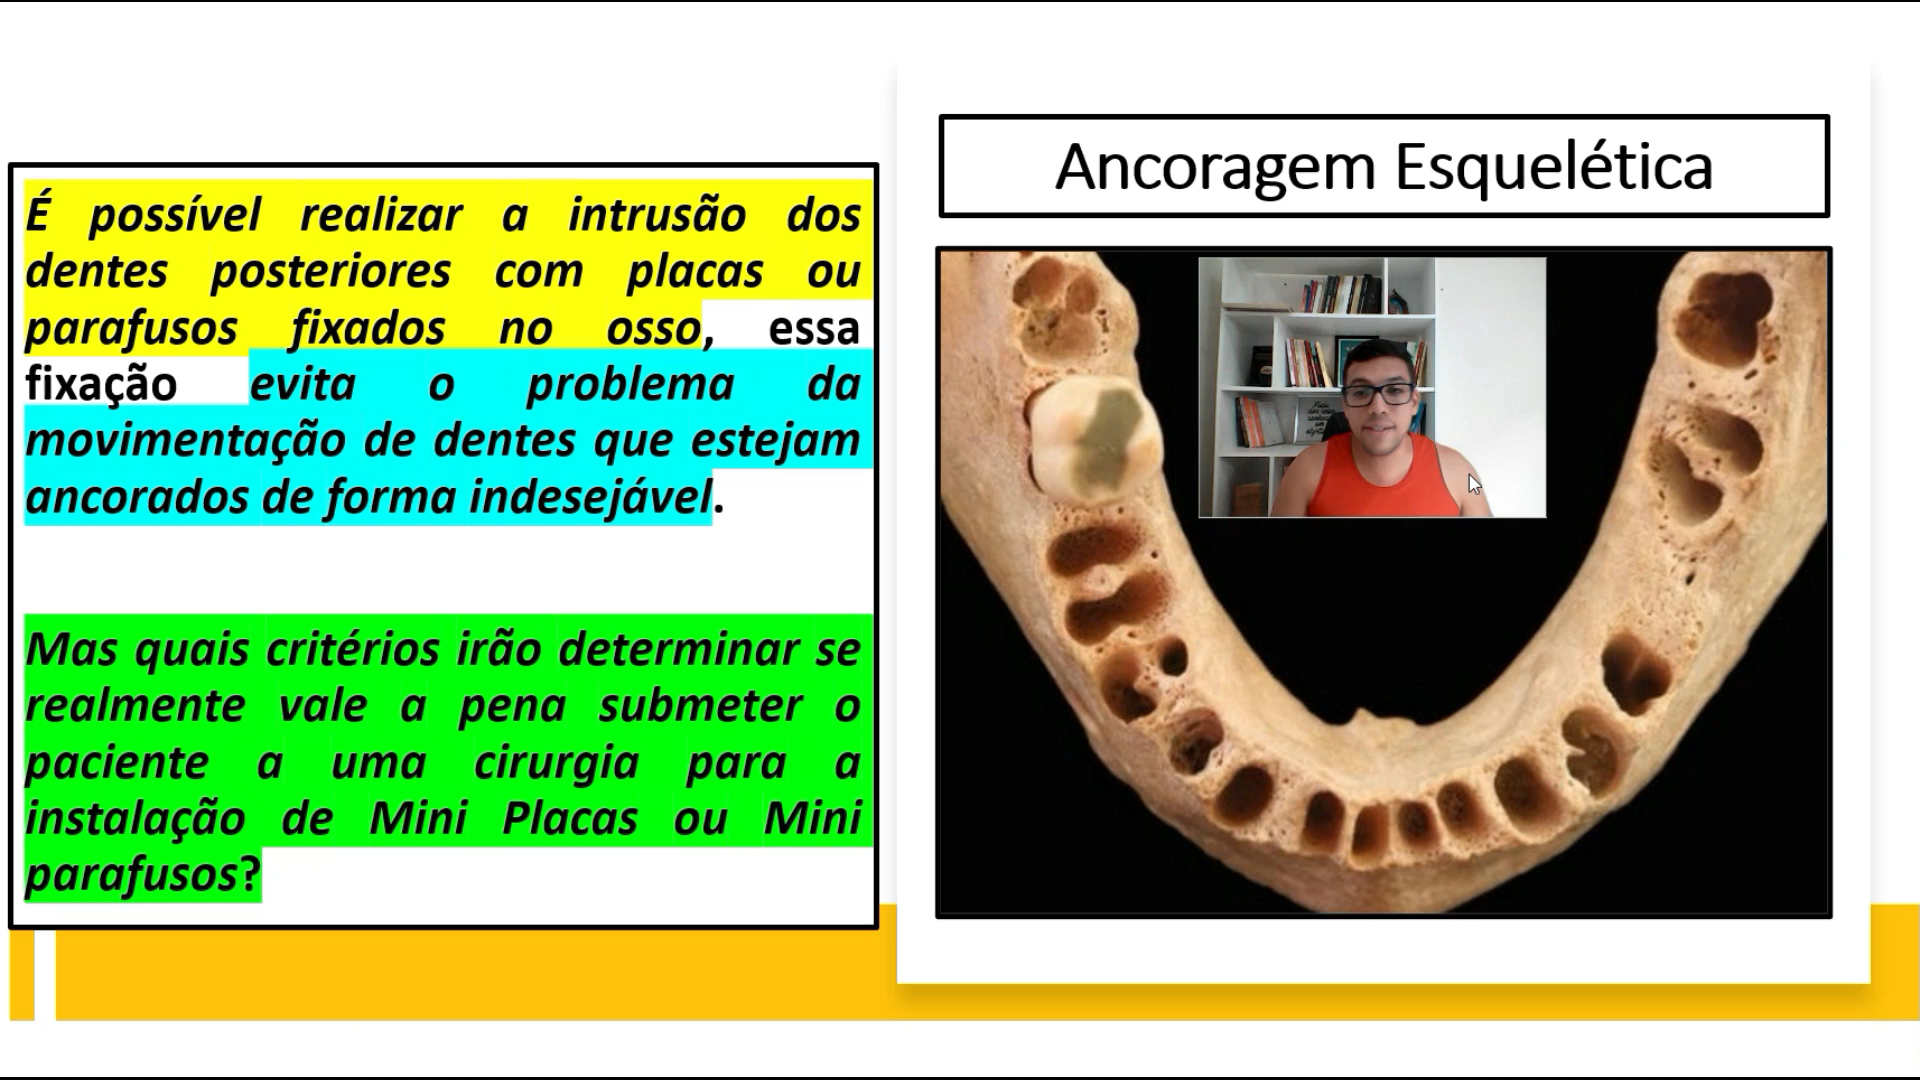 É possível realizar a intrusão dos
dentes posteriores com placas ou
parafusos fixados no osso, essa
fixação evita o problema da
movimentação de dentes que estejam
ancorados de forma indesejável.
Mas quais critérios irão determinar se
realmente vale a pena submeter o
paciente a uma cirurgia para a
instalação de Mini Placas ou Mini
parafusos?
Ancoragem Esquelética